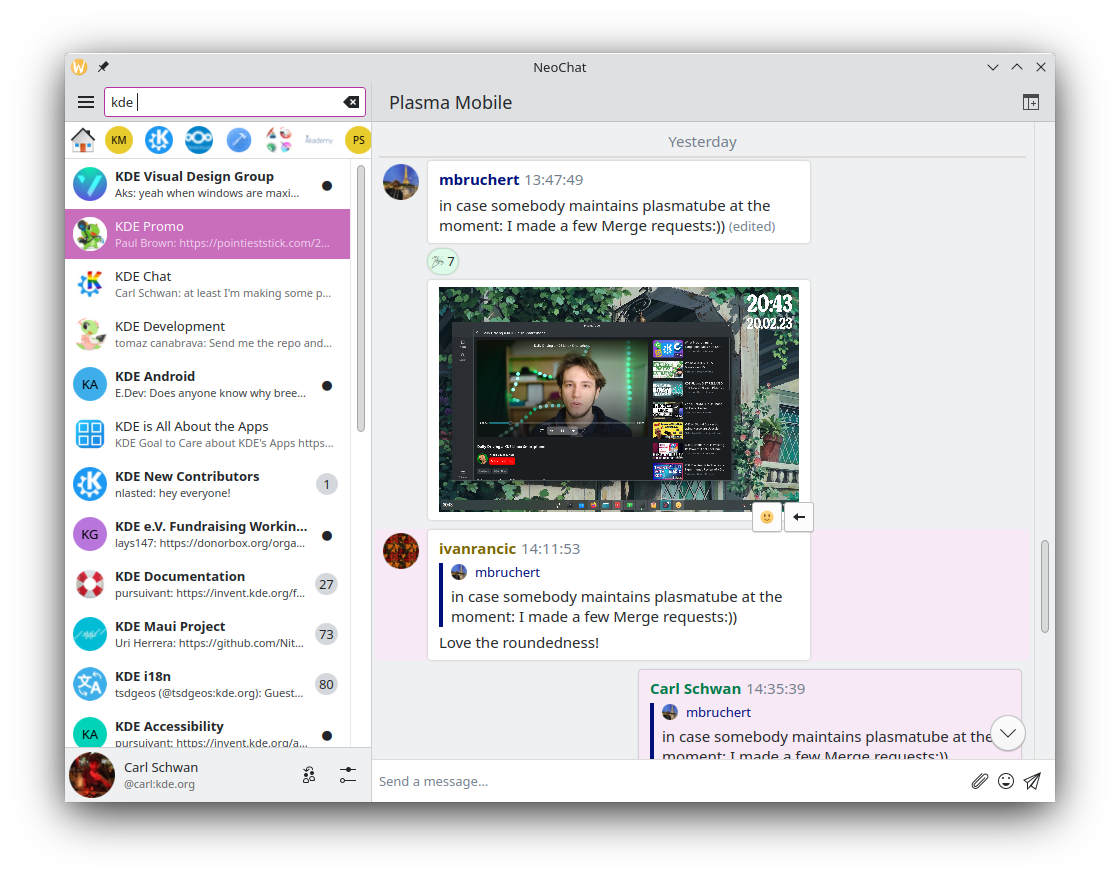 NeoChat
kde
Plasma Mobile
KM
Akademy
PS
KDE Visual Design Group
Aks: yeah when windows are maxi...
KDE Promo
Paul Brown: https://pointieststick.com/2...
KDE Chat
Carl Schwan: at least I'm making some p...
KDE Development
tomaz canabrava: Send me the repo and...
KA
KDE Android
E.Dev: Does anyone know why bree...
KDE is All About the Apps
KDE Goal to Care about KDE's Apps https...
KDE New Contributors
nlasted: hey everyone!
1
KG
KDE e.V. Fundraising Workin...
lays147: https://donorbox.org/orga...
KDE Documentation
pursuivant: https://invent.kde.org/f...
27
KDE Maui Project
Uri Herrera: https://github.com/Nit...
73
KDE i18n
tsdgeos (@tsdgeos:kde.org): Guest...
80
KA
KDE Accessibility
pursuivant: https://invent.kde.org/a...
Carl Schwan
@carl:kde.org
Yesterday
mbruchert 13:47:49
in case somebody maintains plasmatube at the
moment: I made a few Merge requests:)) (edited)
7
20:43
20.02.23
ivanrancic 14:11:53
mbruchert
in case somebody maintains plasmatube at the
moment: I made a few Merge requests:))
Love the roundedness!
Carl Schwan 14:35:39
mbruchert
in case somebody maintains plasmatube at the
moment: I made a few Merge requests:))
Send a message...